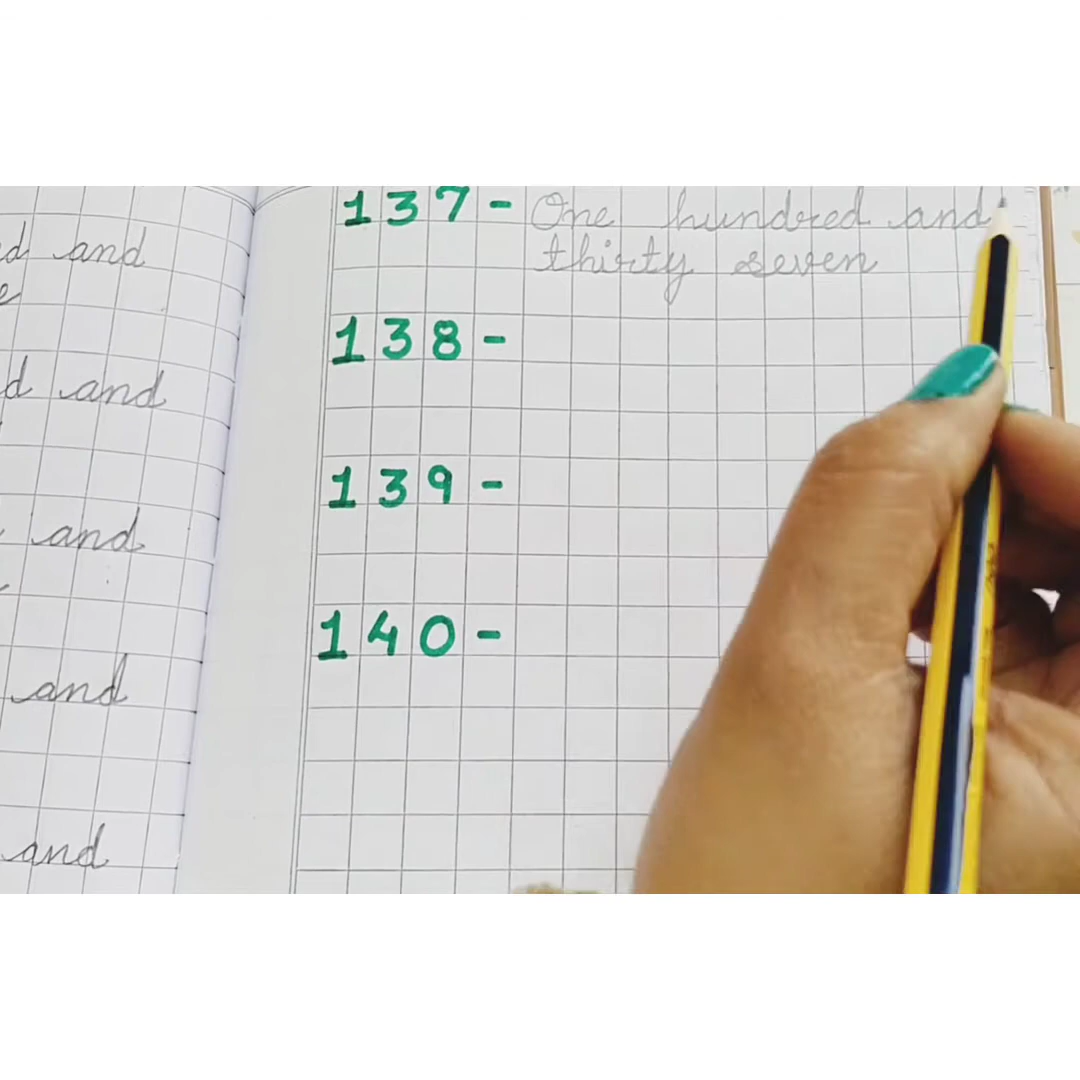 and
and
and
and
and
137 - One hundred and
thirty seven
138 -
139 -
140 -